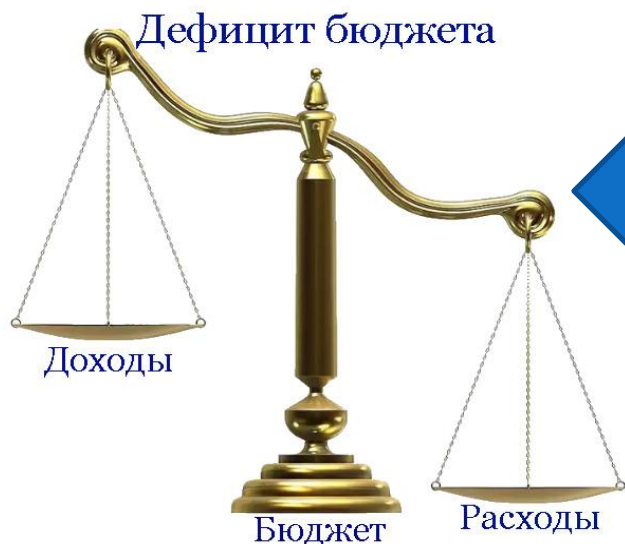 Дефицит бюджета
Доходы
Расходы
Бюджет